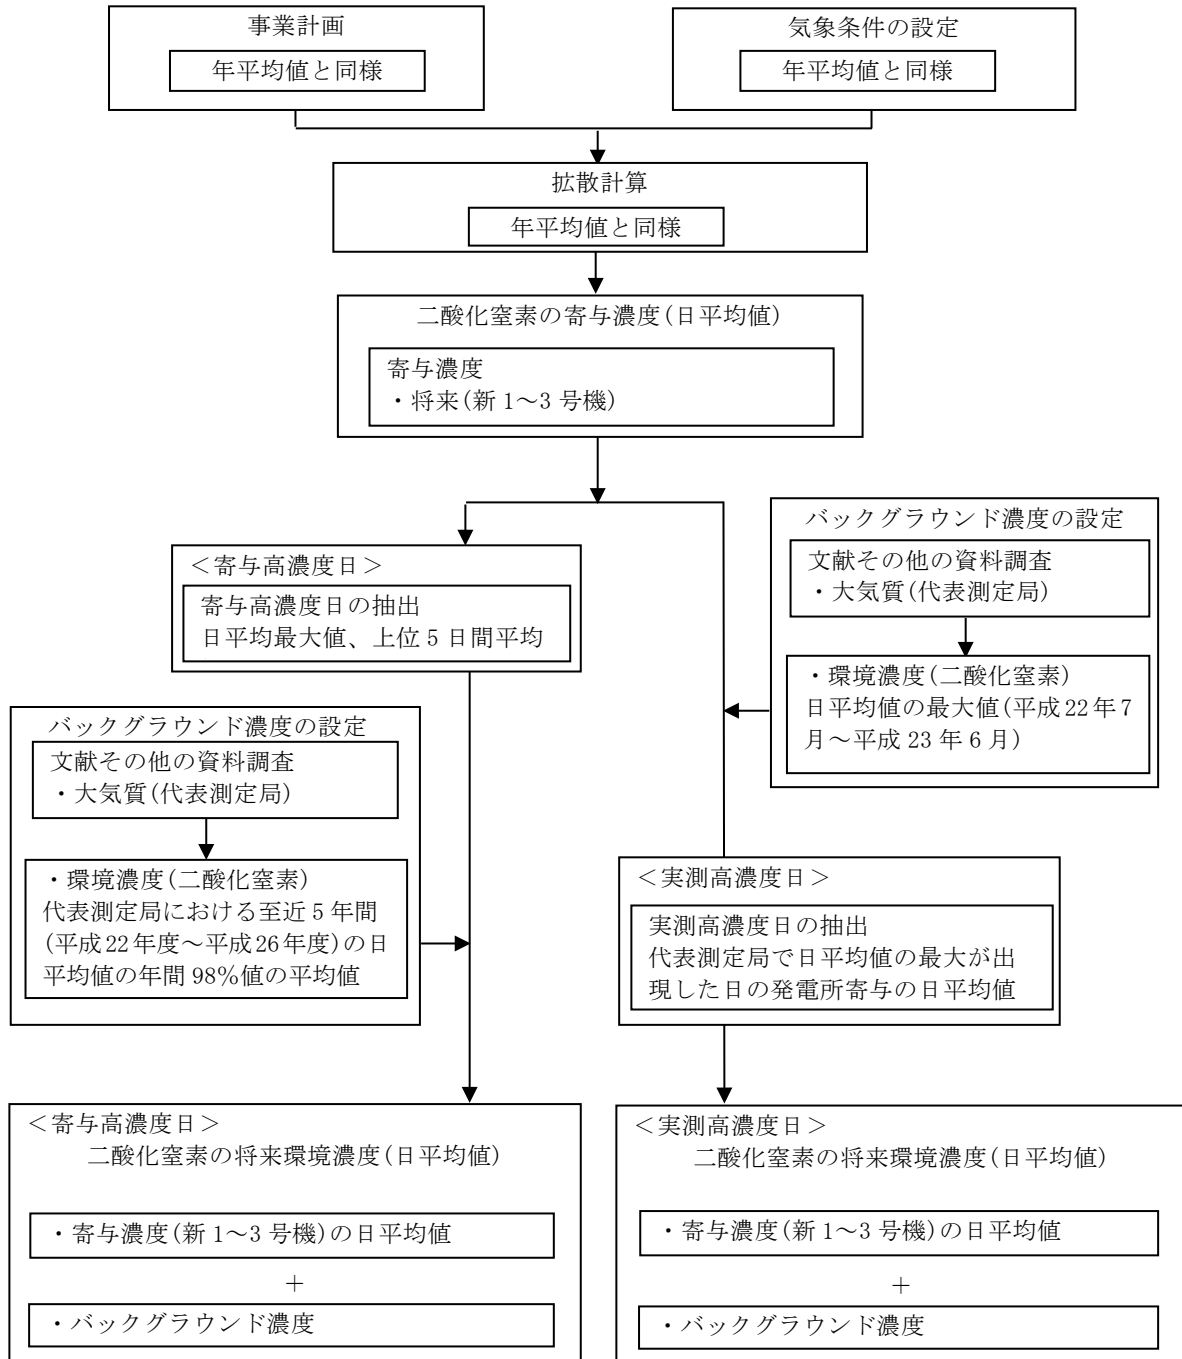 事業計画
年平均値と同様
気象条件の設定
年平均値と同様
拡散計算
年平均値と同様
二酸化窒素の寄与濃度(日平均値)
寄与濃度
・将来(新1～3号機)
＜寄与高濃度日＞
寄与高濃度日の抽出
日平均最大値、上位5日間平均
バックグラウンド濃度の設定
文献その他の資料調査
・大気質(代表測定局)
・環境濃度(二酸化窒素)
日平均値の最大値(平成22年7
月～平成23年6月)
バックグラウンド濃度の設定
文献その他の資料調査
・大気質(代表測定局)
・環境濃度(二酸化窒素)
代表測定局における至近5年間
(平成22年度～平成26年度)の日
平均値の年間98％値の平均値
＜実測高濃度日＞
実測高濃度日の抽出
代表測定局で日平均値の最大が出
現した日の発電所寄与の日平均値
＜寄与高濃度日＞
二酸化窒素の将来環境濃度(日平均値)
・寄与濃度(新1～3号機)の日平均値
＋
・バックグラウンド濃度
＜実測高濃度日＞
二酸化窒素の将来環境濃度(日平均値)
・寄与濃度(新1～3号機)の日平均値
＋
・バックグラウンド濃度